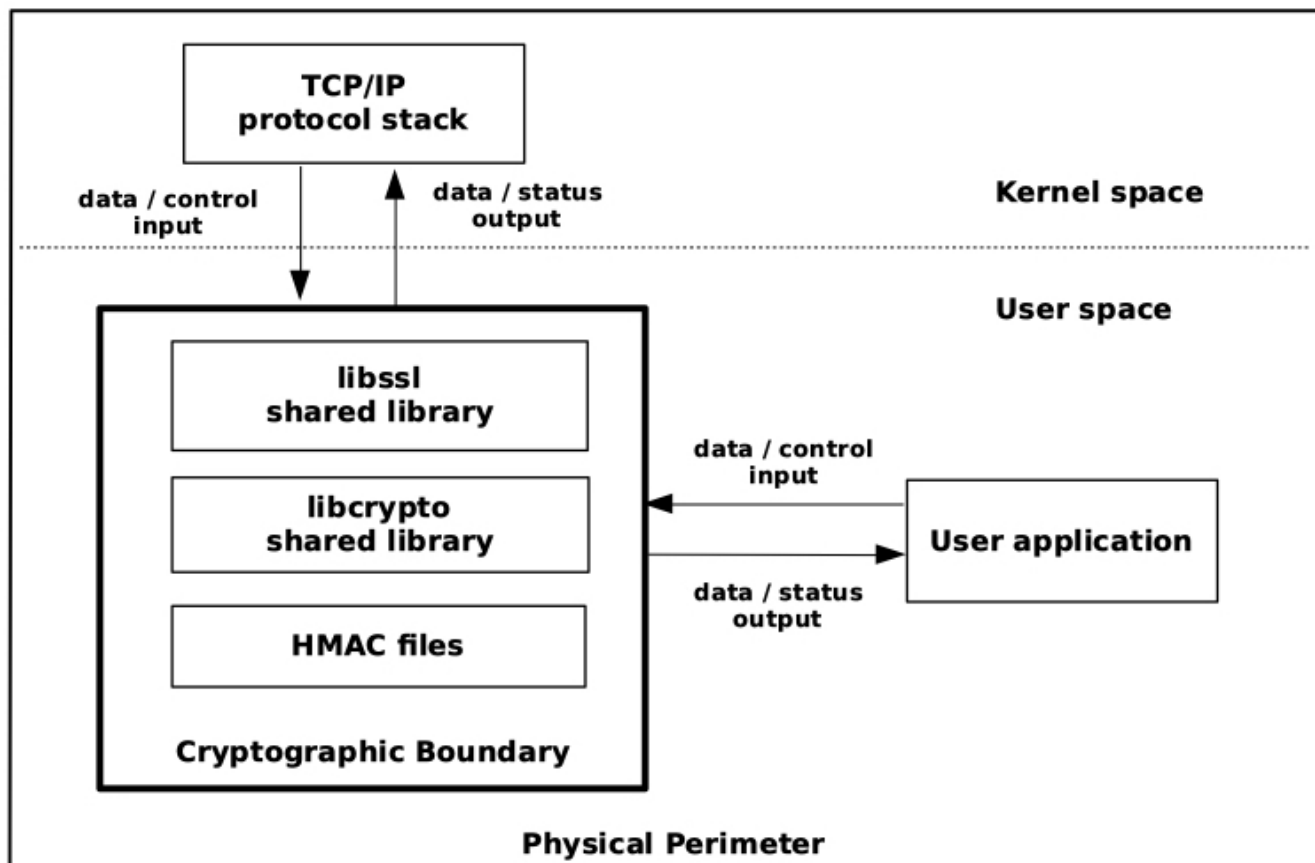 TCP/IP
protocol stack
data / control
input
data / status
output
Kernel space
User space
libssl
shared library
libcrypto
shared library
HMAC files
Cryptographic Boundary
data / control
input
data / status
output
User application
Physical Perimeter